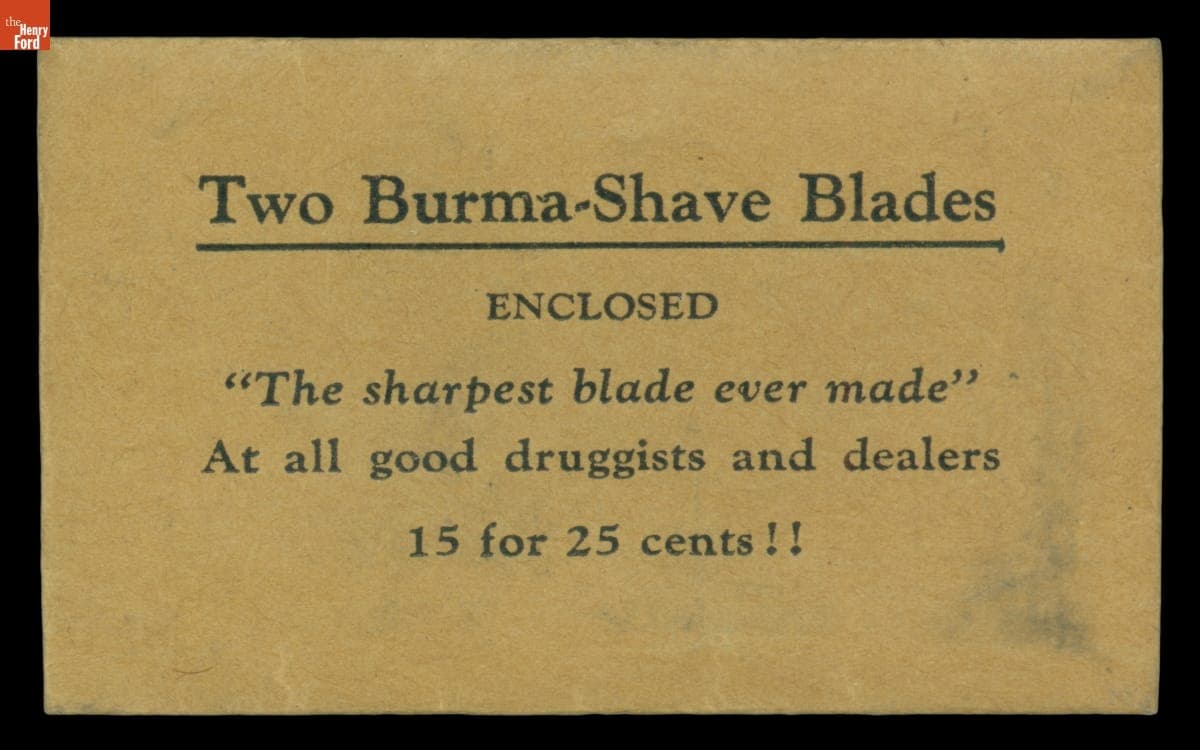 the
Henry
Ford
Two Burma-Shave Blades
ENCLOSED
“The sharpest blade ever made”
At all good druggists and dealers
15 for 25 cents!!